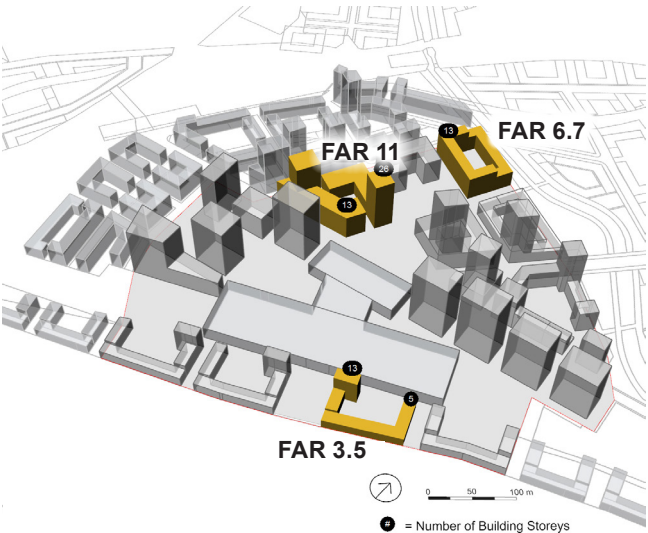 13
FAR 6.7
FAR 11
26
13
13
5
FAR 3.5
0 50 100 m
# = Number of Building Storeys